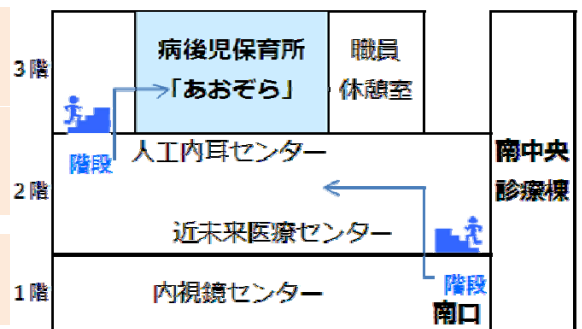 3階
病後児保育所
「あおぞら」
職員
休憩室
階段
人工内耳センター
2階
近未来医療センター
南中央
診療棟
1階
内視鏡センター
階段
南口